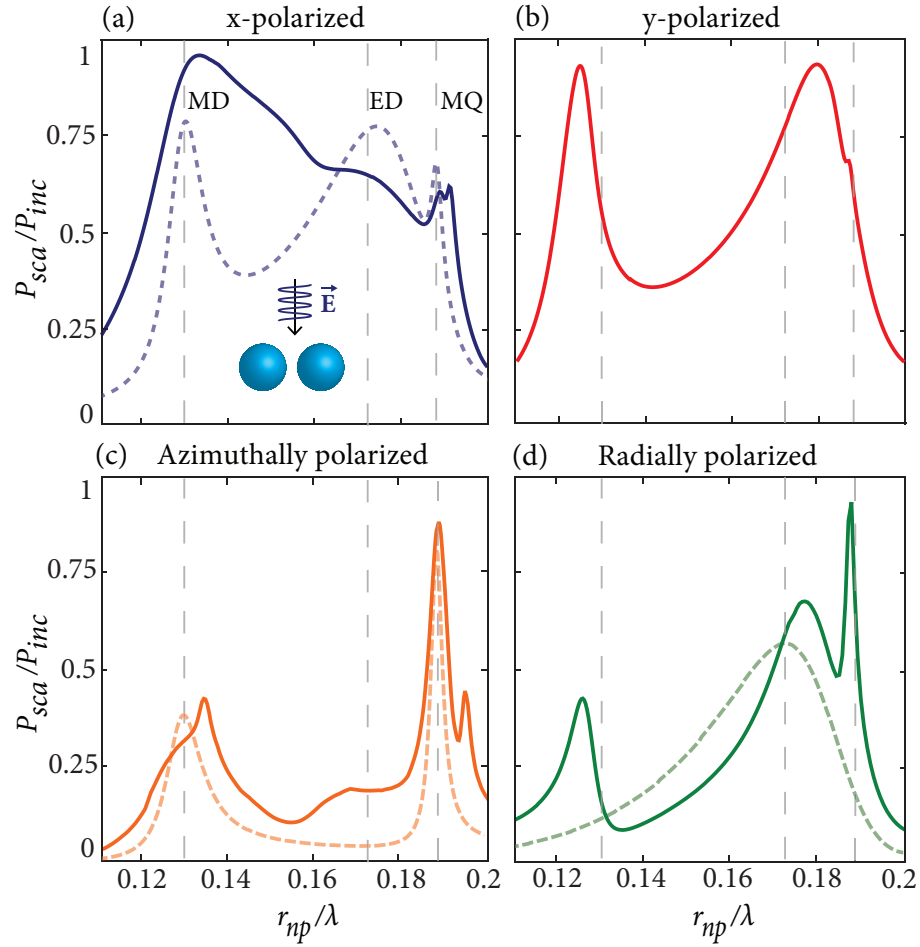 (a) x-polarized
(b) y-polarized
1
0.75
0.5
0.25
0
P_sca/P_inc
MD
ED
MQ
E
(c) Azimuthally polarized
(d) Radially polarized
1
0.75
0.5
0.25
0
P_sca/P_inc
0.12 0.14 0.16 0.18 0.2
0.12 0.14 0.16 0.18 0.2
r_np/λ
r_np/λ